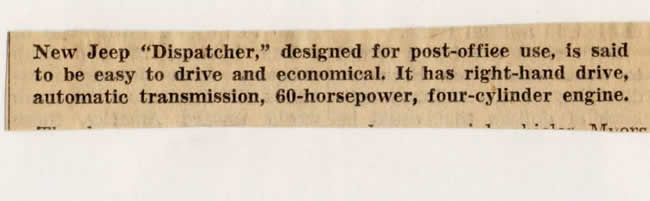 New Jeep “Dispatcher,” designed for post-office use, is said
to be easy to drive and economical. It has right-hand drive,
automatic transmission, 60-horsepower, four-cylinder engine.